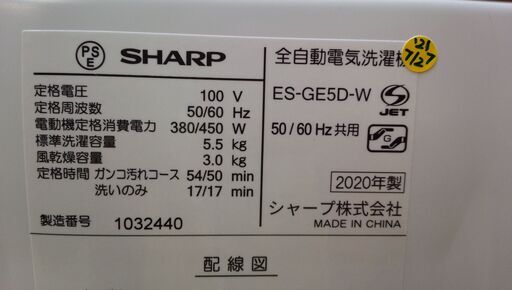 PS
E
SHARP
定格電圧 100 V
定格周波数 50/60 Hz
電動機定格消費電力 380/450 W
標準洗濯容量 5.5 kg
風乾燥容量 3.0 kg
定格時間 ガンコ汚れコース 54/50 min
洗いのみ 17/17 min
製造番号 1032440
全自動電気洗濯機
121
7/27
ES-GE5D-W
JET
50/60 Hz 共用
G
2020年製
シャープ株式会社
MADE IN CHINA
配線図